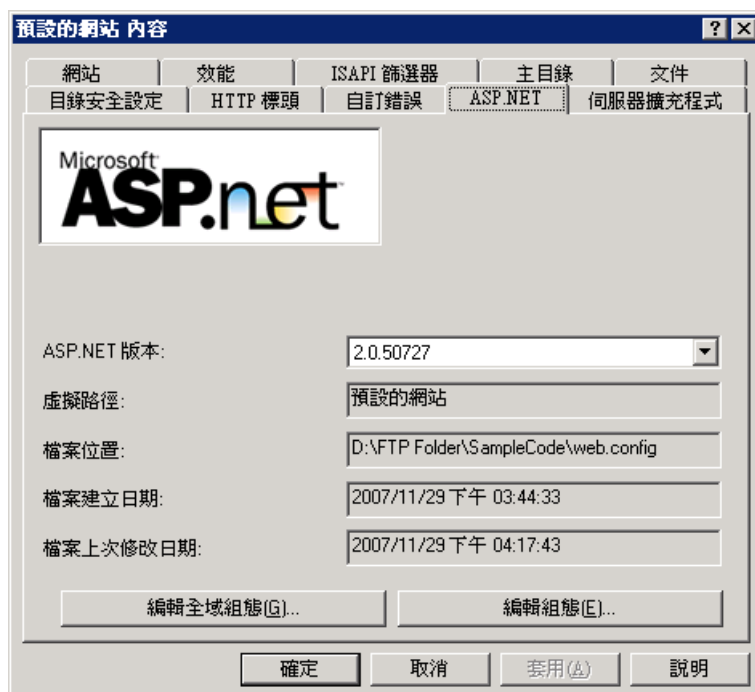 預設的網站 內容
網站 效能 ISAPI 篩選器 主目錄 文件
目錄安全設定 HTTP 標頭 自訂錯誤 ASP.NET 伺服器擴充程式
Microsoft
ASP.net
ASP.NET 版本: 2.0.50727
虛擬路徑: 預設的網站
檔案位置: D:\FTP Folder\SampleCode\web.config
檔案建立日期: 2007/11/29 下午 03:44:33
檔案上次修改日期: 2007/11/29 下午 04:17:43
編輯全域組態(G)... 編輯組態(E)...
確定 取消 套用(A) 說明